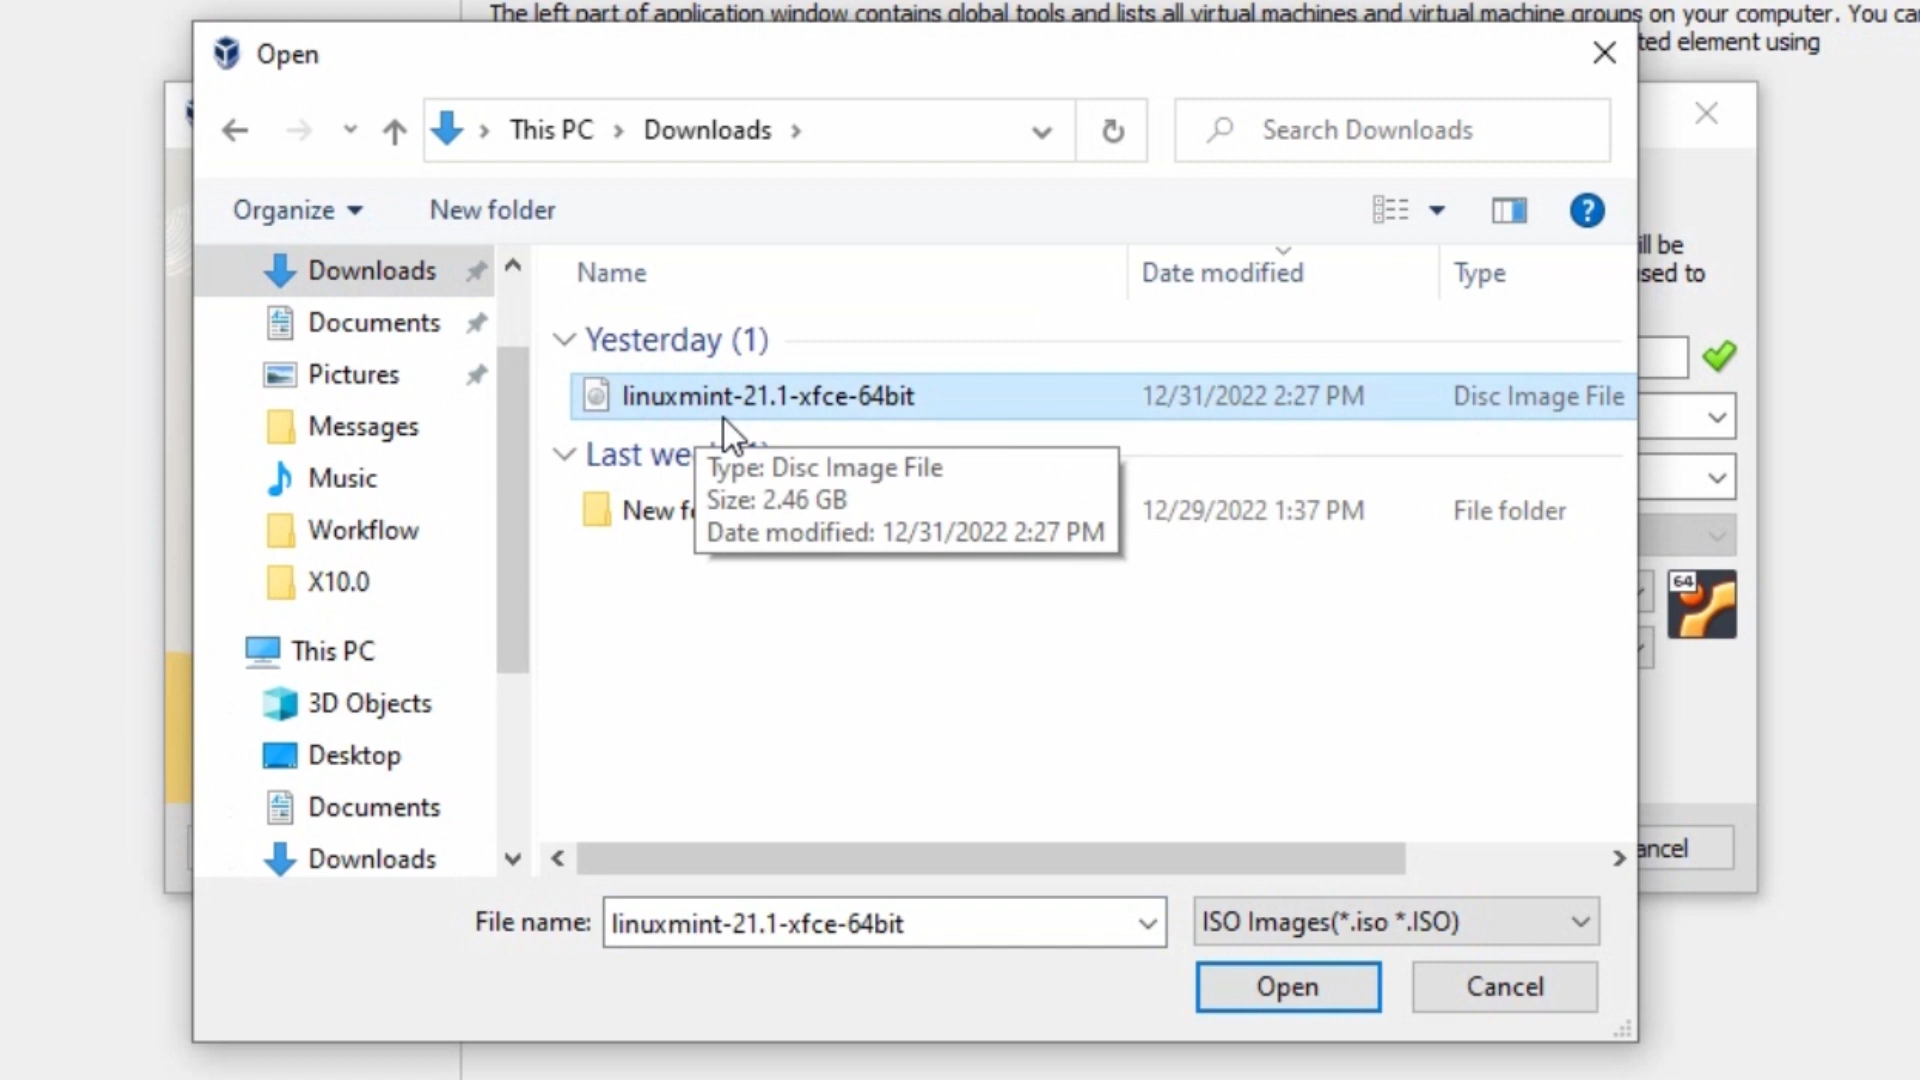 The left part of application window contains global tools and lists all virtual machines and virtual machine groups on your computer. You can
ted element using
Open
This PC
Downloads
Search Downloads
Organize
New folder
?
Downloads
Documents
Pictures
Messages
Music
Workflow
X10.0
This PC
3D Objects
Desktop
Documents
Downloads
Name
Date modified
Type
Yesterday (1)
linuxmint-21.1-xfce-64bit
12/31/2022 2:27 PM
Disc Image File
Last we
New f
12/29/2022 1:37 PM
File folder
Type: Disc Image File
Size: 2.46 GB
Date modified: 12/31/2022 2:27 PM
ill be
sed to
64
ancel
File name:
linuxmint-21.1-xfce-64bit
ISO Images(*.iso *.ISO)
Open
Cancel